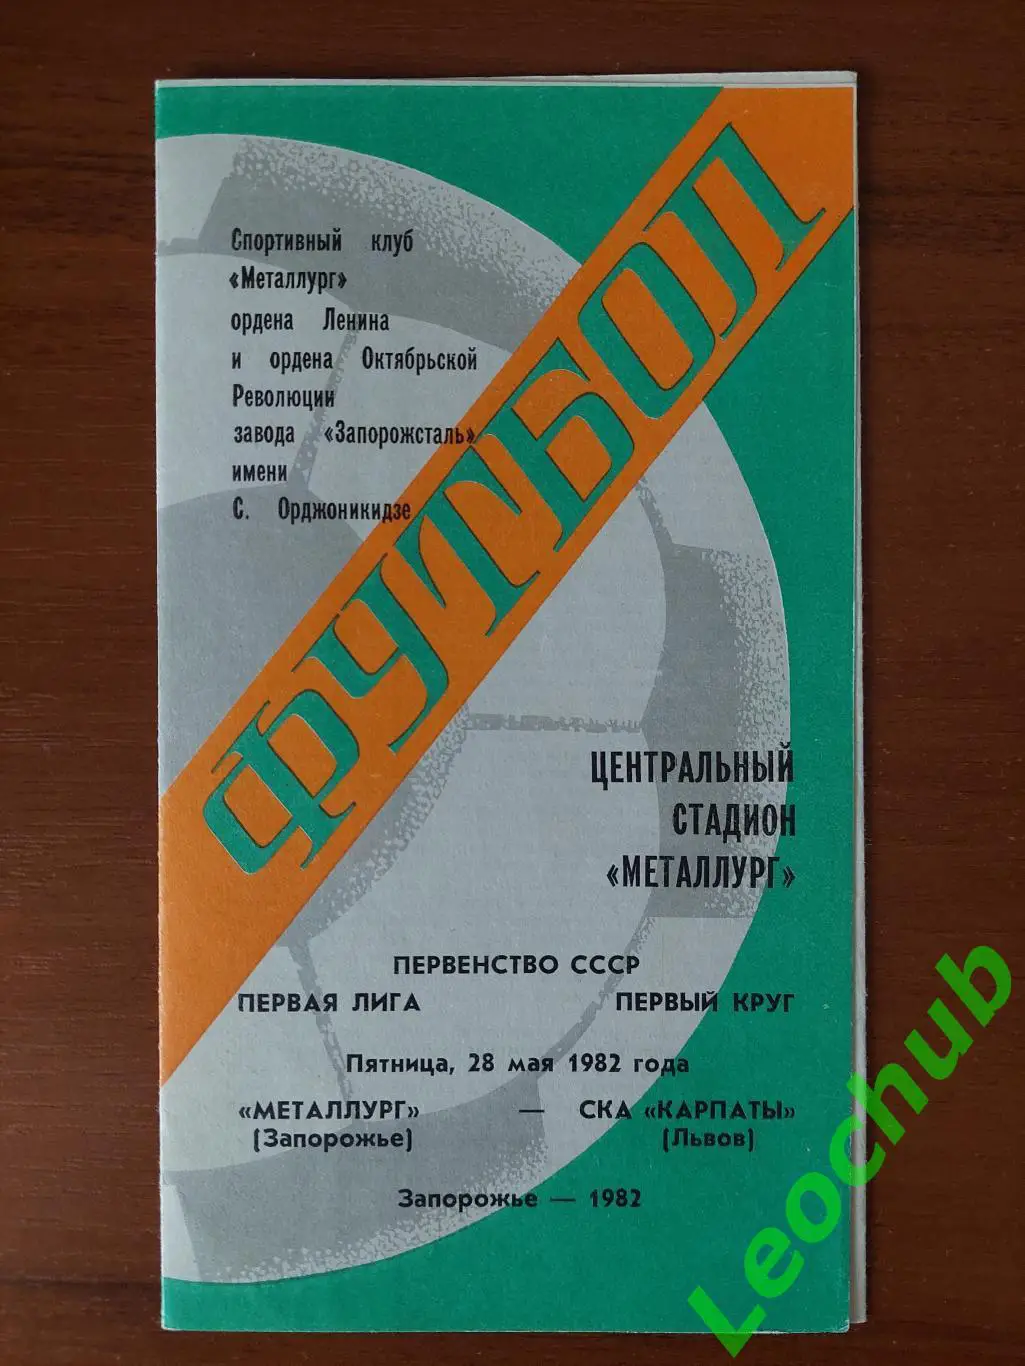 Спортивный клуб
«Металлург»
ордена Ленина
и ордена Октябрьской
Революции
завода «Запорожсталь»
имени
С. Орджоникидзе
ФУТБОЛ
ЦЕНТРАЛЬНЫЙ
СТАДИОН
«МЕТАЛЛУРГ»
ПЕРВЕНСТВО СССР
ПЕРВАЯ ЛИГА ПЕРВЫЙ КРУГ
Пятница, 28 мая 1982 года
«МЕТАЛЛУРГ» — СКА «КАРПАТЫ»
(Запорожье) (Львов)
Запорожье — 1982
Leochub